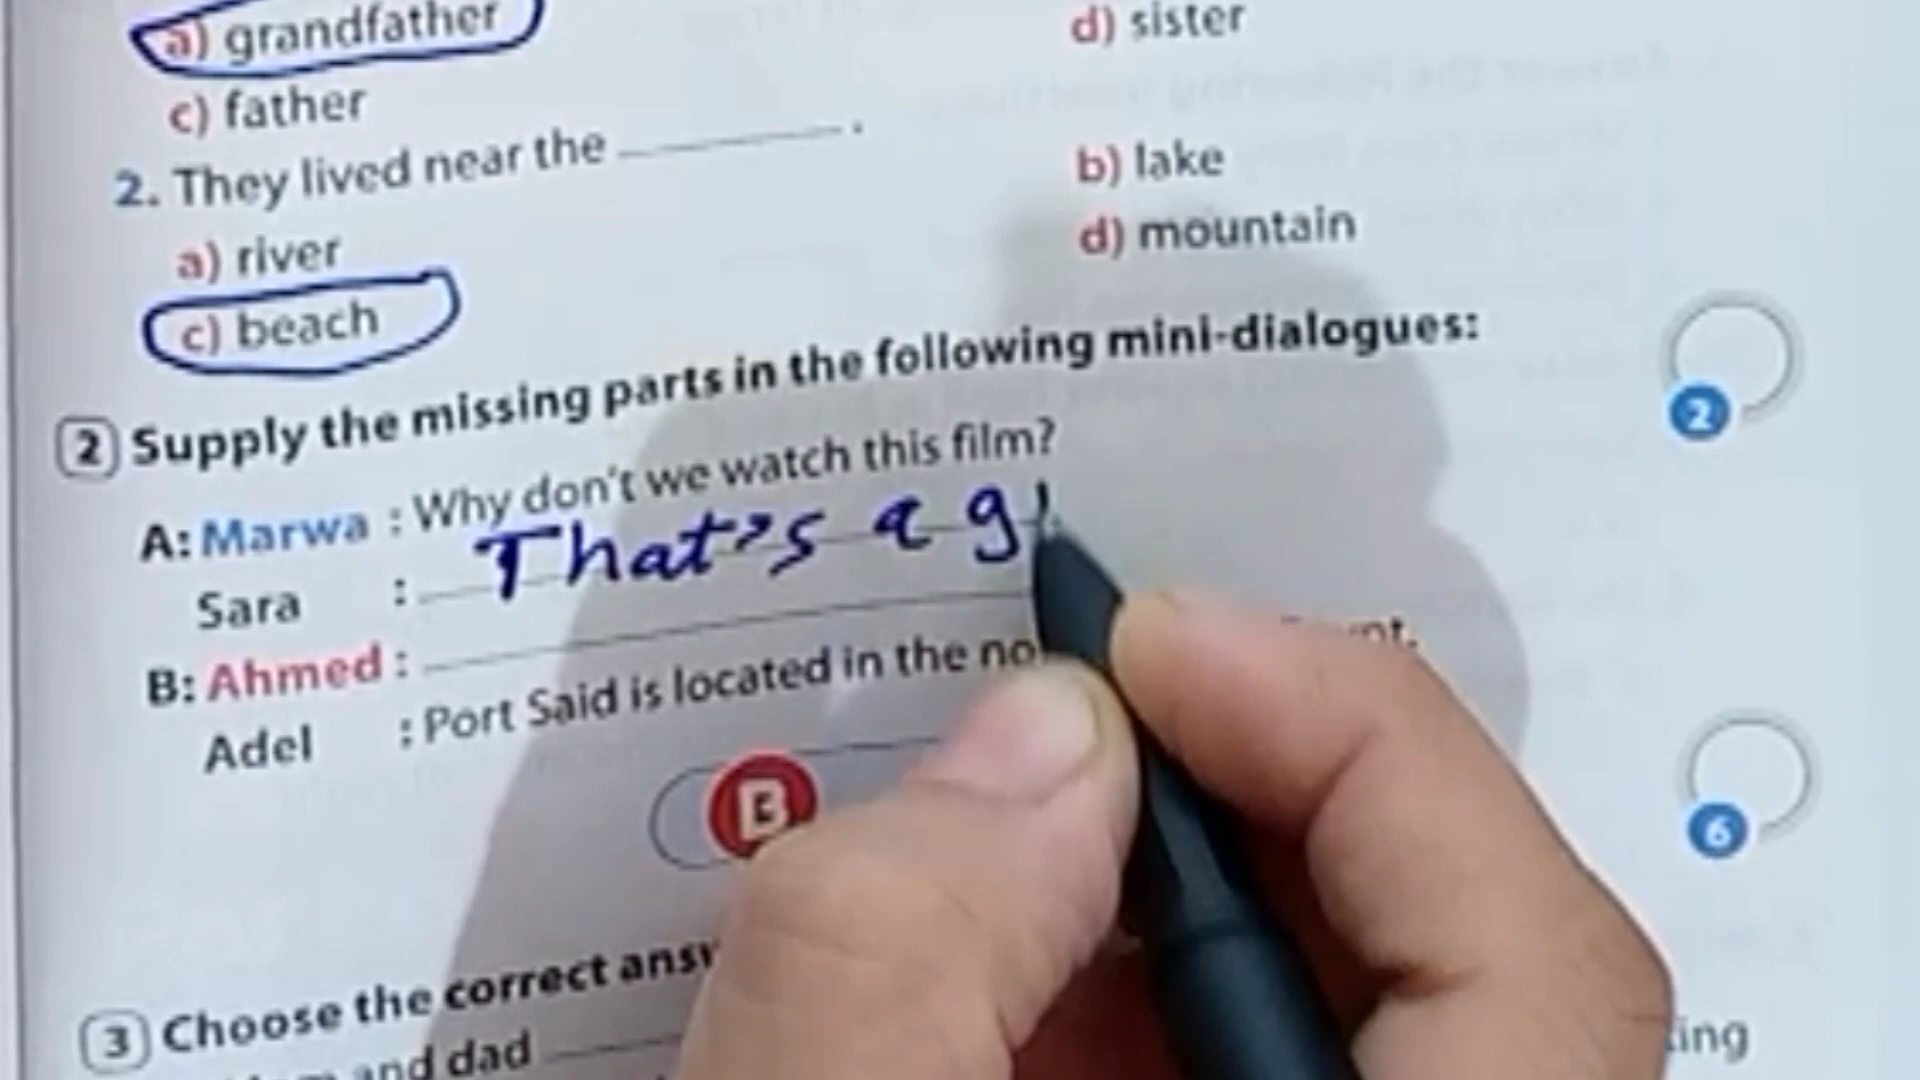 a) grandfather
d) sister
c) father
2. They lived near the ________ .
a) river
b) lake
c) beach
d) mountain
2 Supply the missing parts in the following mini-dialogues:
2
A: Marwa : Why don't we watch this film?
Sara : That's a g
B: Ahmed :
Adel : Port Said is located in the no
B
6
3 Choose the correct
and dad